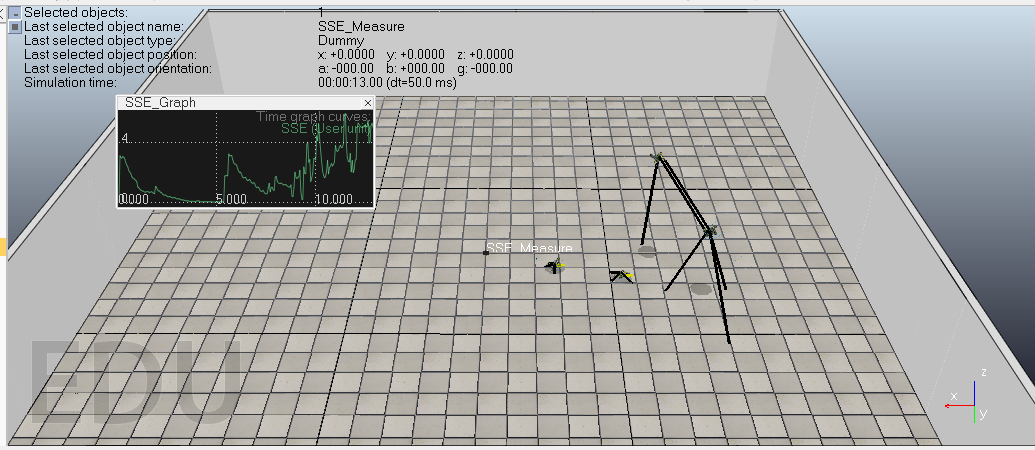 Selected objects: 1
Last selected object name: SSE_Measure
Last selected object type: Dummy
Last selected object position: x: +0.0000 y: +0.0000 z: +0.0000
Last selected object orientation: a: -000.00 b: +000.00 g: -000.00
Simulation time: 00:00:13.00 (dt=50.0 ms)
SSE_Graph
Time graph curves
SSE (User unit)
4
0.0000 5.000 10.000
SSE_Measure
EDU
z
x
y